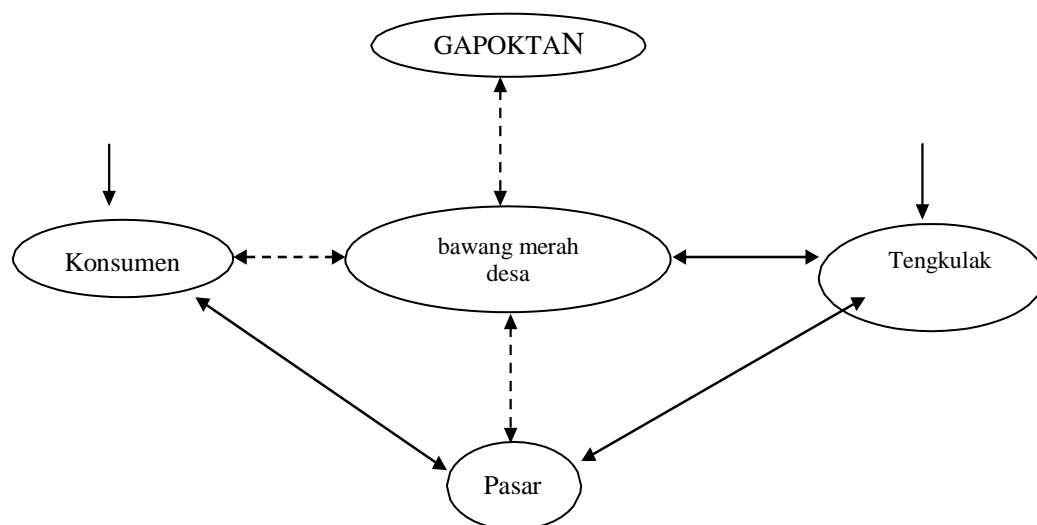 GAPOKTAN
Konsumen
bawang merah
desa
Tengkulak
Pasar